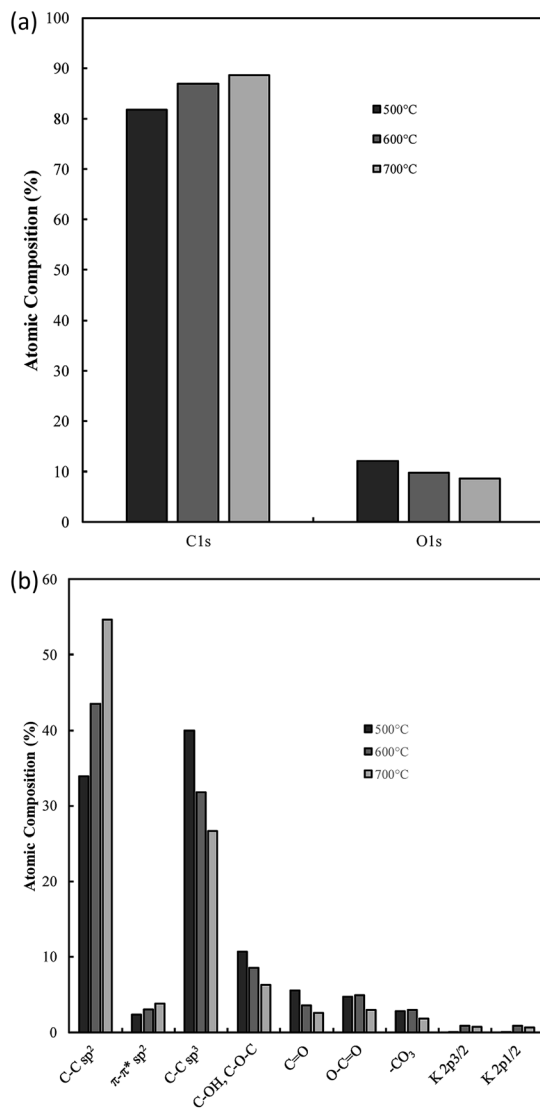 (a)
Atomic Composition (%)
100
90
80
70
60
50
40
30
20
10
0
500°C
600°C
700°C
C1s O1s
(b)
Atomic Composition (%)
60
50
40
30
20
10
0
500°C
600°C
700°C
C-C sp²
π-π* sp²
C-C sp³
C-OH, C-O-C
C=O
O-C=O
-CO₃
K 2p3/2
K 2p1/2